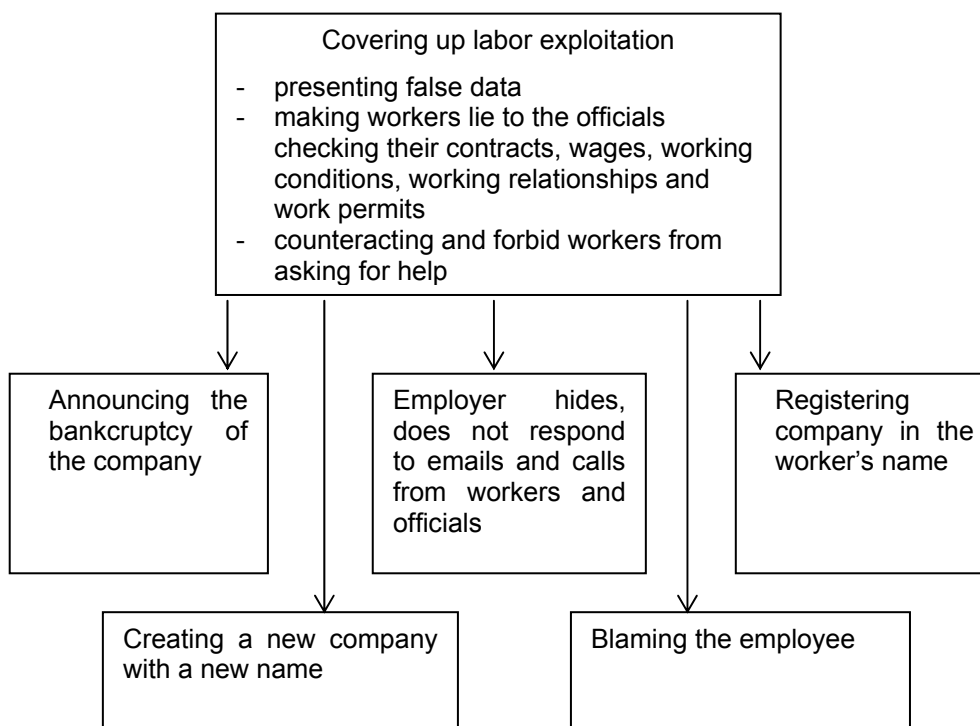 Covering up labor exploitation
- presenting false data
- making workers lie to the officials
checking their contracts, wages, working
conditions, working relationships and
work permits
- counteracting and forbid workers from
asking for help
Announcing the
bankcruptcy of
the company
Employer hides,
does not respond
to emails and calls
from workers and
officials
Registering
company in the
worker's name
Creating a new company
with a new name
Blaming the employee